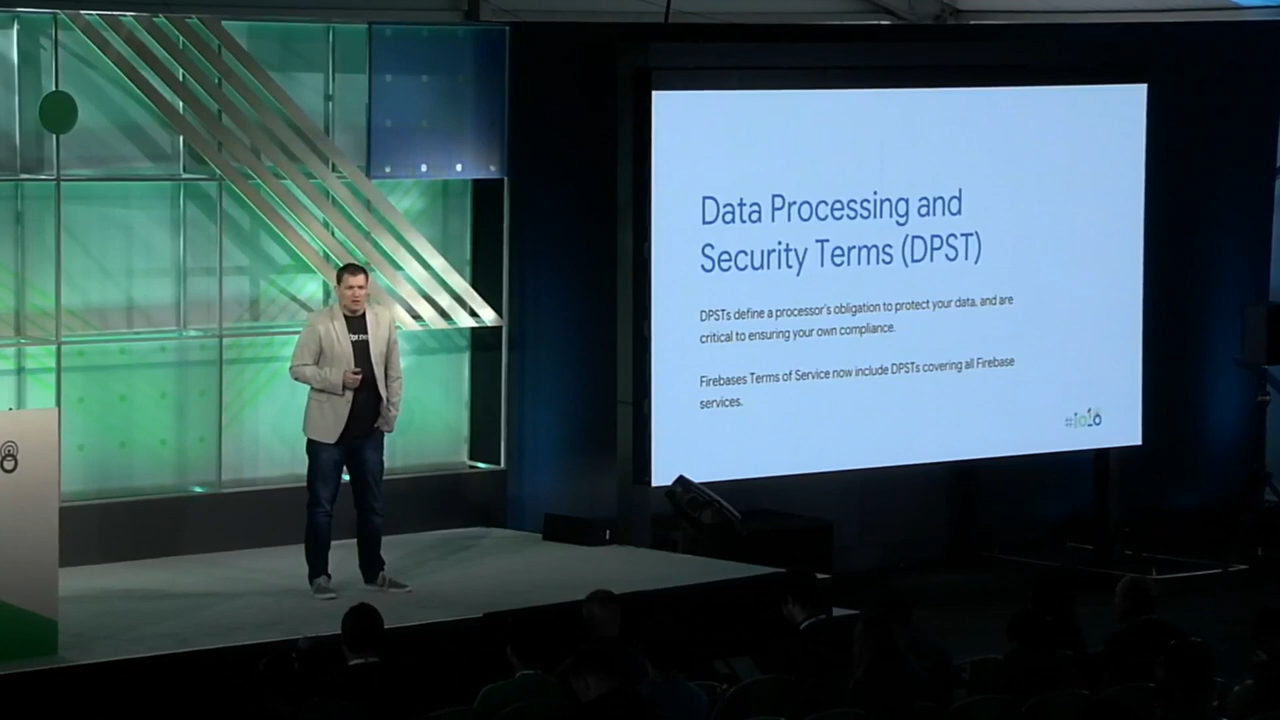 Data Processing and
Security Terms (DPST)
DPSTs define a processor's obligation to protect your data, and are
critical to ensuring your own compliance.
Firebases Terms of Service now include DPSTs covering all Firebase
services.
#io18